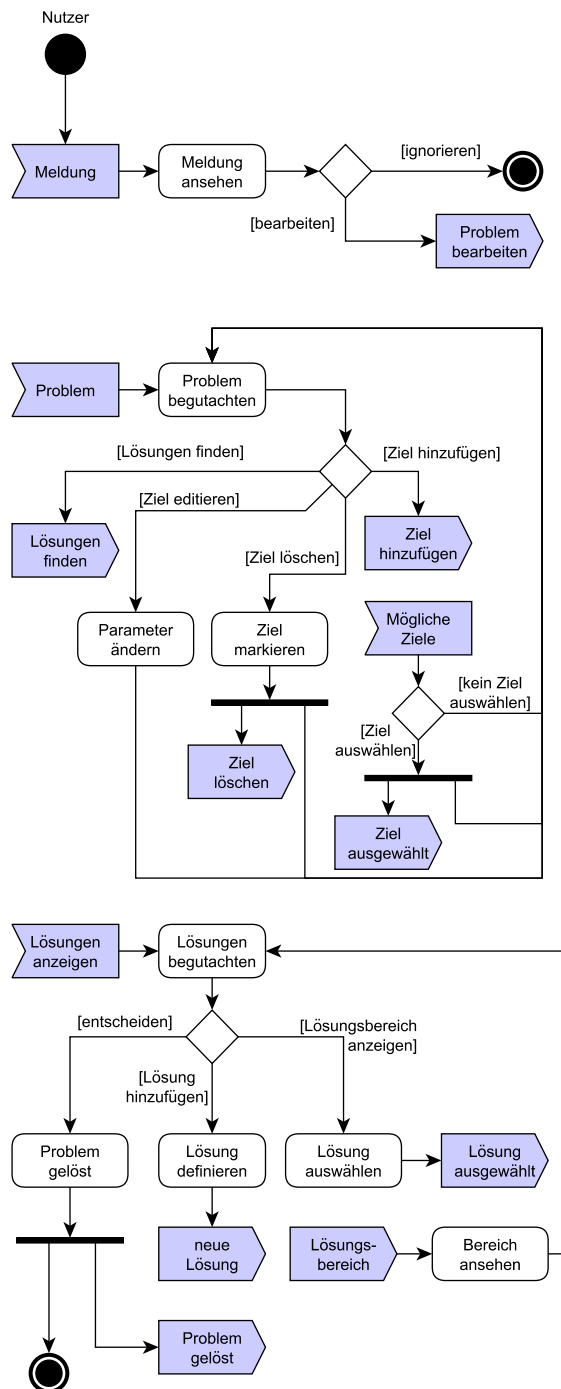 Nutzer
Meldung
Meldung
ansehen
[ignorieren]
[bearbeiten]
Problem
bearbeiten
Problem
Problem
begutachten
[Lösungen finden]
[Ziel hinzufügen]
[Ziel editieren]
Lösungen
finden
Ziel
hinzufügen
[Ziel löschen]
Parameter
ändern
Ziel
markieren
Mögliche
Ziele
[kein Ziel
auswählen]
[Ziel
auswählen]
Ziel
löschen
Ziel
ausgewählt
Lösungen
anzeigen
Lösungen
begutachten
[entscheiden]
[Lösungsbereich
anzeigen]
[Lösung
hinzufügen]
Problem
gelöst
Lösung
definieren
Lösung
auswählen
Lösung
ausgewählt
neue
Lösung
Lösungs-
bereich
Bereich
ansehen
Problem
gelöst